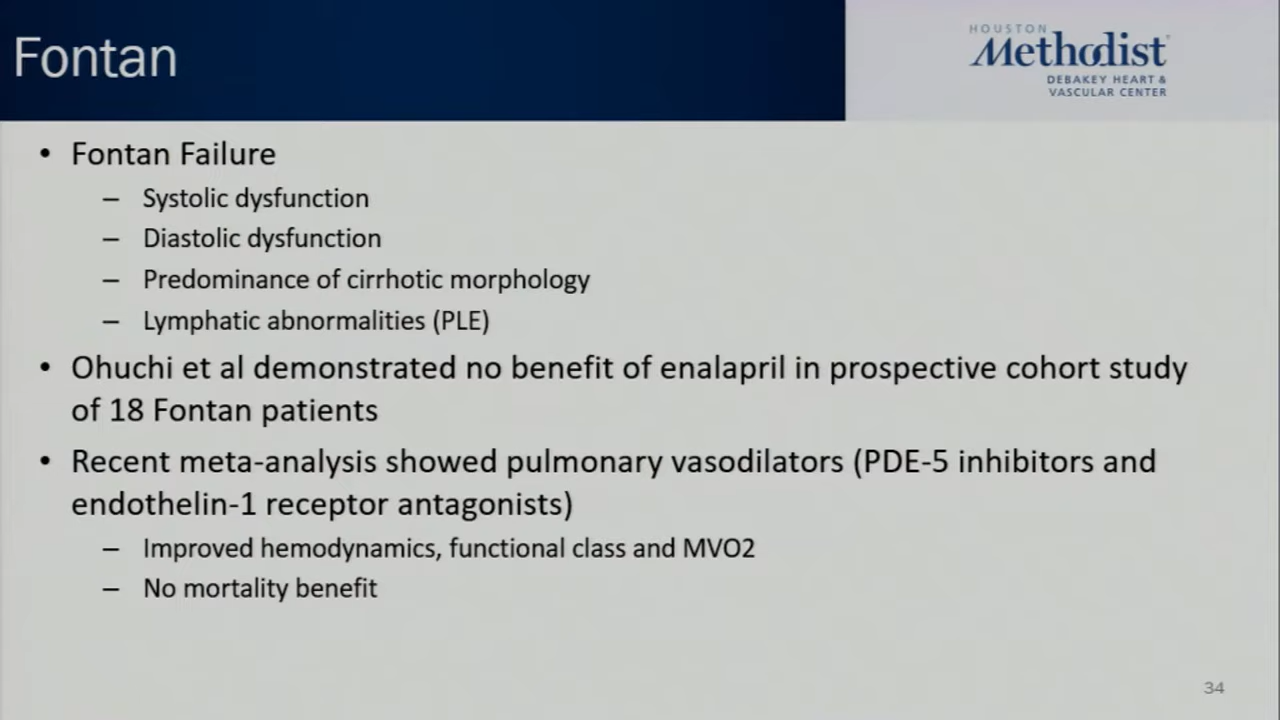 Fontan
HOUSTON
Methodist
DEBAKEY HEART &
VASCULAR CENTER
• Fontan Failure
– Systolic dysfunction
– Diastolic dysfunction
– Predominance of cirrhotic morphology
– Lymphatic abnormalities (PLE)
• Ohuchi et al demonstrated no benefit of enalapril in prospective cohort study
of 18 Fontan patients
• Recent meta-analysis showed pulmonary vasodilators (PDE-5 inhibitors and
endothelin-1 receptor antagonists)
– Improved hemodynamics, functional class and MVO2
– No mortality benefit
34